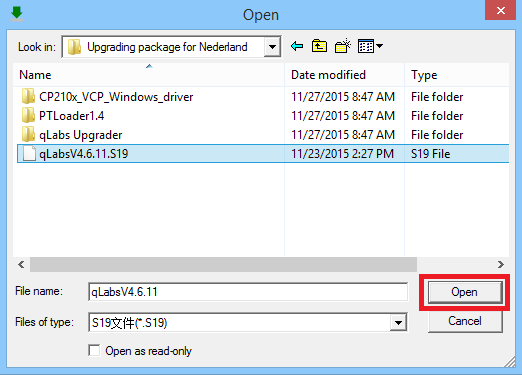 Open
Look in: Upgrading package for Nederland
Name Date modified Type
CP210x_VCP_Windows_driver 11/27/2015 8:47 AM File folder
PTLoader1.4 11/27/2015 8:47 AM File folder
qLabs Upgrader 11/27/2015 8:47 AM File folder
qLabsV4.6.11.S19 11/23/2015 2:27 PM S19 File
File name: qLabsV4.6.11 Open
Files of type: S19文件(*.S19) Cancel
Open as read-only